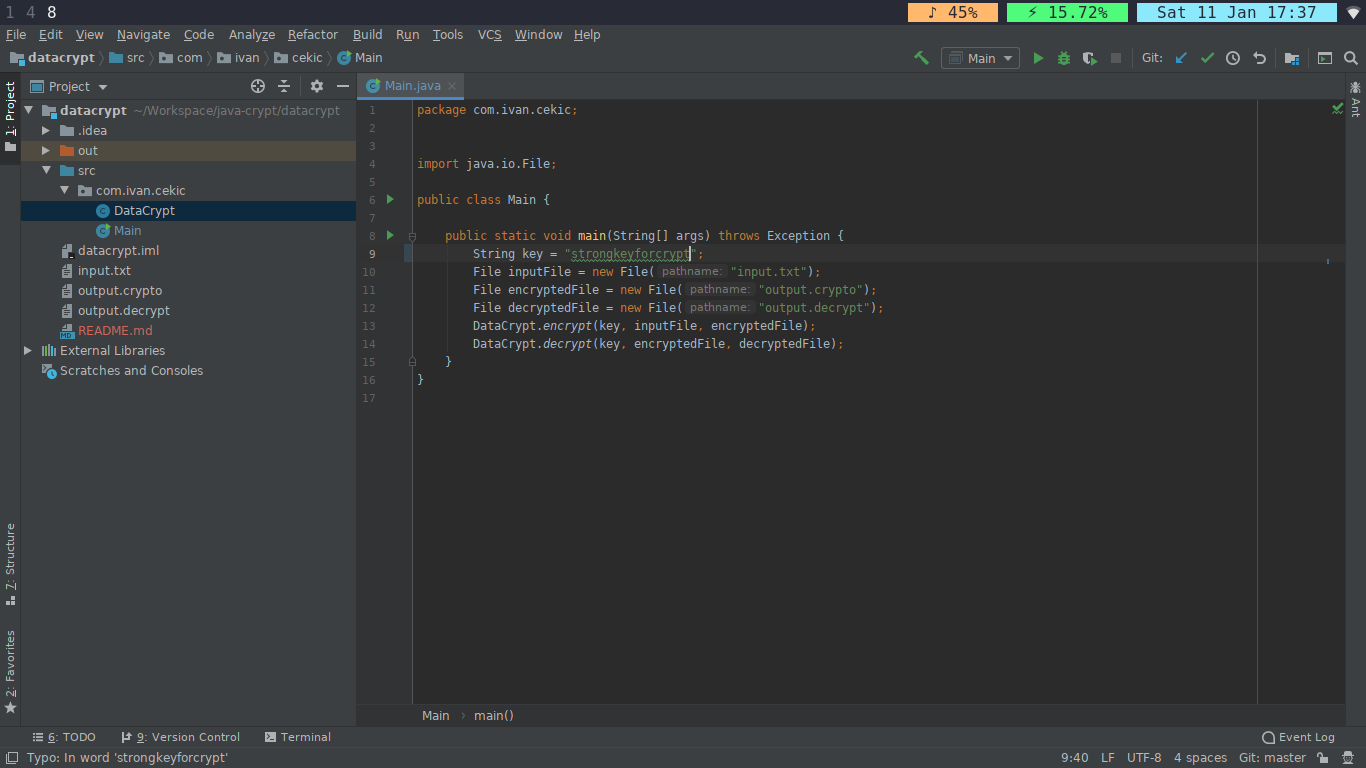 1 4 8 ♪ 45% ⚡ 15.72% Sat 11 Jan 17:37
File Edit View Navigate Code Analyze Refactor Build Run Tools VCS Window Help
datacrypt src com ivan cekic Main Main Git:
1: Project
Project
Main.java
Ant
datacrypt ~/Workspace/java-crypt/datacrypt
.idea
out
src
com.ivan.cekic
DataCrypt
Main
datacrypt.iml
input.txt
output.crypto
output.decrypt
README.md
External Libraries
Scratches and Consoles
1 package com.ivan.cekic;
2
3
4 import java.io.File;
5
6 public class Main {
7
8 public static void main(String[] args) throws Exception {
9 String key = "strongkeyforcrypt";
10 File inputFile = new File( pathname: "input.txt");
11 File encryptedFile = new File( pathname: "output.crypto");
12 File decryptedFile = new File( pathname: "output.decrypt");
13 DataCrypt.encrypt(key, inputFile, encryptedFile);
14 DataCrypt.decrypt(key, encryptedFile, decryptedFile);
15 }
16 }
17
7: Structure
2: Favorites
Main › main()
6: TODO 9: Version Control Terminal Event Log
Typo: In word 'strongkeyforcrypt' 9:40 LF UTF-8 4 spaces Git: master